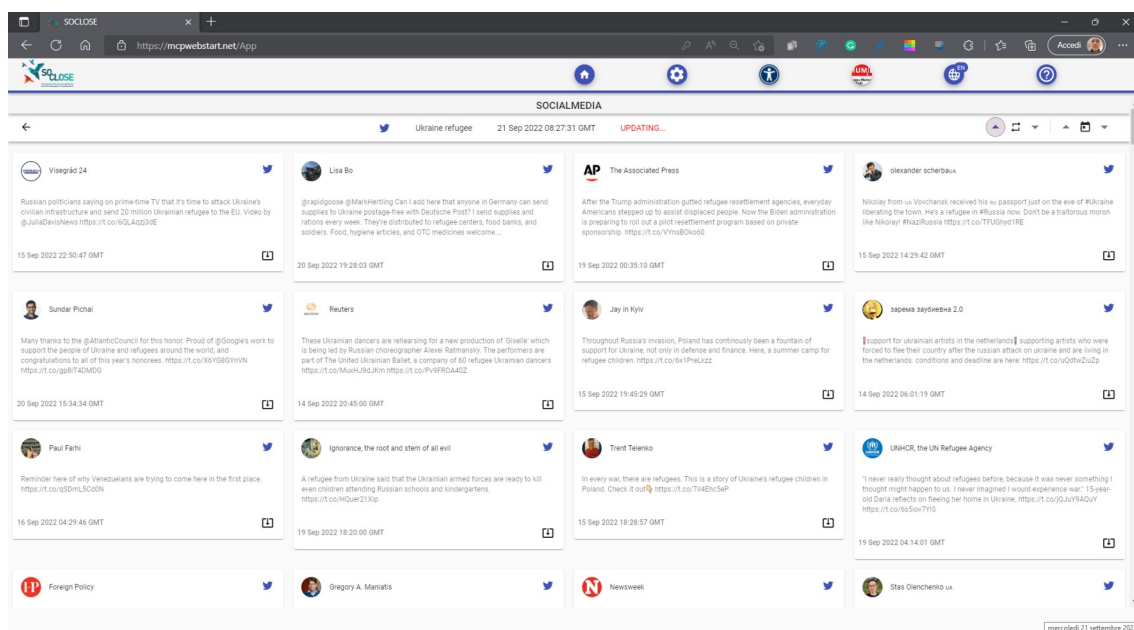 SOCLOSE
https://mcpwebstart.net/App
Accedi
SOCLOSE
EN
SOCIALMEDIA
Ukraine refugee 21 Sep 2022 08:27:31 GMT UPDATING...
Visegrád 24
Russian politicians saying on prime-time TV that it's time to attack Ukraine's
civilian infrastructure and send 20 million Ukrainian refugee to the EU. Video by
@JuliaDavisNews https://t.co/6QLAqzj3dE
15 Sep 2022 22:50:47 GMT
Lisa Bo
@grapidgoose @MarkHertling Can I add here that anyone in Germany can send
supplies to Ukraine postage-free with Deutsche Post? I send supplies and
rations every week. They're distributed to refugee centers, food banks, and
soldiers. Food, hygiene articles, and OTC medicines welcome....
20 Sep 2022 19:28:03 GMT
AP The Associated Press
After the Trump administration gutted refugee resettlement agencies, everyday
Americans stepped up to assist displaced people. Now the Biden administration
is preparing to roll out a pilot resettlement program based on private
sponsorship. https://t.co/VYnsBOko60
19 Sep 2022 00:35:10 GMT
olexander scherbaUA
Nikolay from UA Vovchansk received his RU passport just on the eve of #Ukraine
liberating the town. He's a refugee in #Russia now. Don't be a traitorous moron
like Nikolay! #NaziRussia https://t.co/TFUGhyd1RE
15 Sep 2022 14:29:42 GMT
Sundar Pichai
Many thanks to the @AtlanticCouncil for this honor. Proud of @Google's work to
support the people of Ukraine and refugees around the world, and
congratulations to all of this year's honorees. https://t.co/X6YG8GYnVN
https://t.co/gpBiT4DMDG
20 Sep 2022 15:34:34 GMT
Reuters
These Ukrainian dancers are rehearsing for a new production of 'Giselle' which
is being led by Russian choreographer Alexei Ratmansky. The performers are
part of The United Ukrainian Ballet, a company of 60 refugee Ukrainian dancers
https://t.co/MuxHJ9dJKm https://t.co/Pv9FROA40Z
14 Sep 2022 20:45:00 GMT
Jay in Kyiv
Throughout Russia's invasion, Poland has continously been a fountain of
support for Ukraine, not only in defense and finance. Here, a summer camp for
refugee children. https://t.co/6x1PreLkzz
15 Sep 2022 19:45:29 GMT
зарема заубиевна 2.0
support for ukrainian artists in the netherlands supporting artists who were
forced to flee their country after the russian attack on ukraine and are living in
the netherlands. conditions and deadline are here: https://t.co/uQdtwZiuZp
14 Sep 2022 06:01:19 GMT
Paul Farhi
Reminder here of why Venezuelans are trying to come here in the first place.
https://t.co/qSDmL5Cd0N
16 Sep 2022 04:29:46 GMT
Ignorance, the root and stem of all evil
A refugee from Ukraine said that the Ukrainian armed forces are ready to kill
even children attending Russian schools and kindergartens.
https://t.co/HQuer21XIp
19 Sep 2022 18:20:00 GMT
Trent Telenko
In every war, there are refugees. This is a story of Ukraine's refugee children in
Poland. Check it out https://t.co/7iI4Ehc5eP
15 Sep 2022 18:28:57 GMT
UNHCR, the UN Refugee Agency
"I never really thought about refugees before, because it was never something I
thought might happen to us. I never imagined I would experience war." 15-year-
old Daria reflects on fleeing her home in Ukraine. https://t.co/jQJuY9AQuY
https://t.co/6s5iov7YIS
19 Sep 2022 04:14:01 GMT
FP Foreign Policy
Gregory A. Maniatis
N Newsweek
Stas Olenchenko UA
mercoledì 21 settembre 202